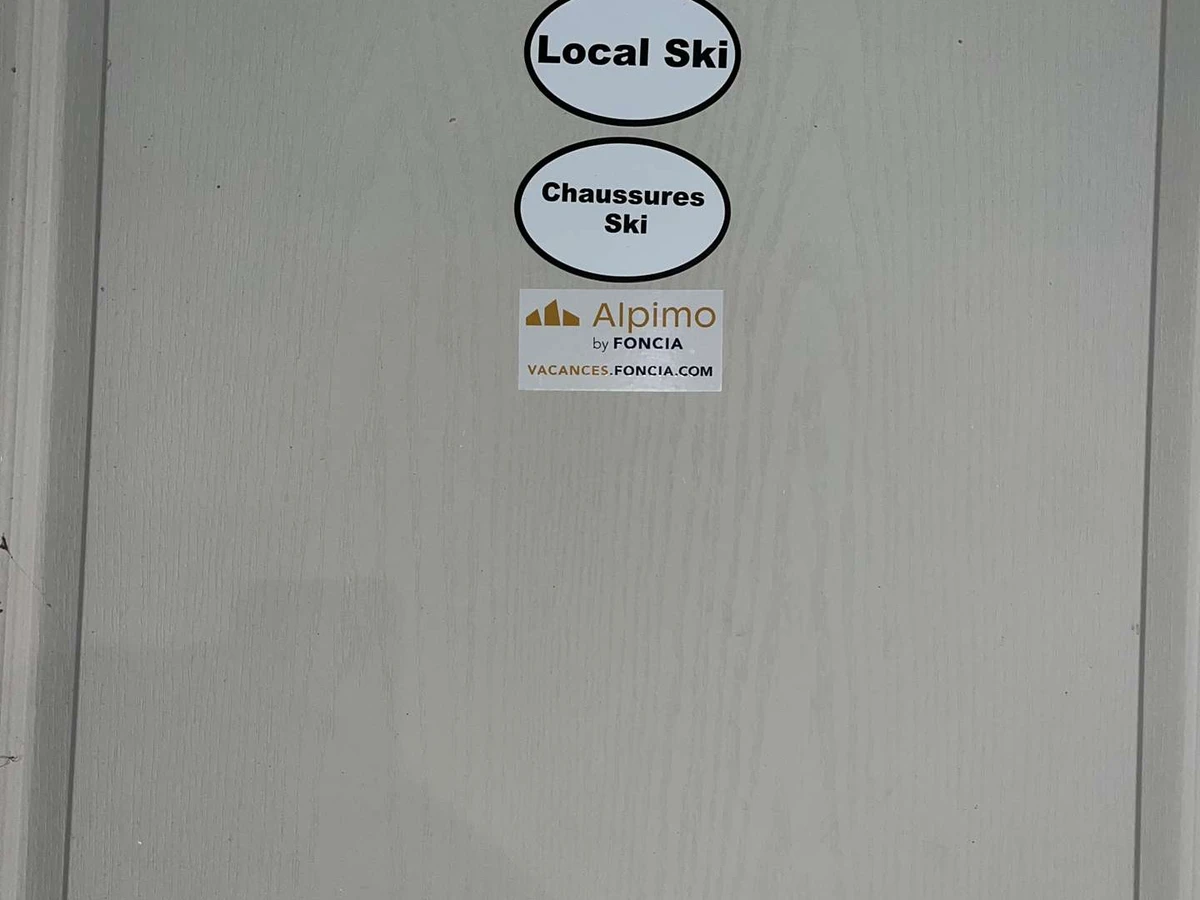 Local Ski
Chaussures
Ski
Alpimo
by FONCIA
VACANCES.FONCIA.COM